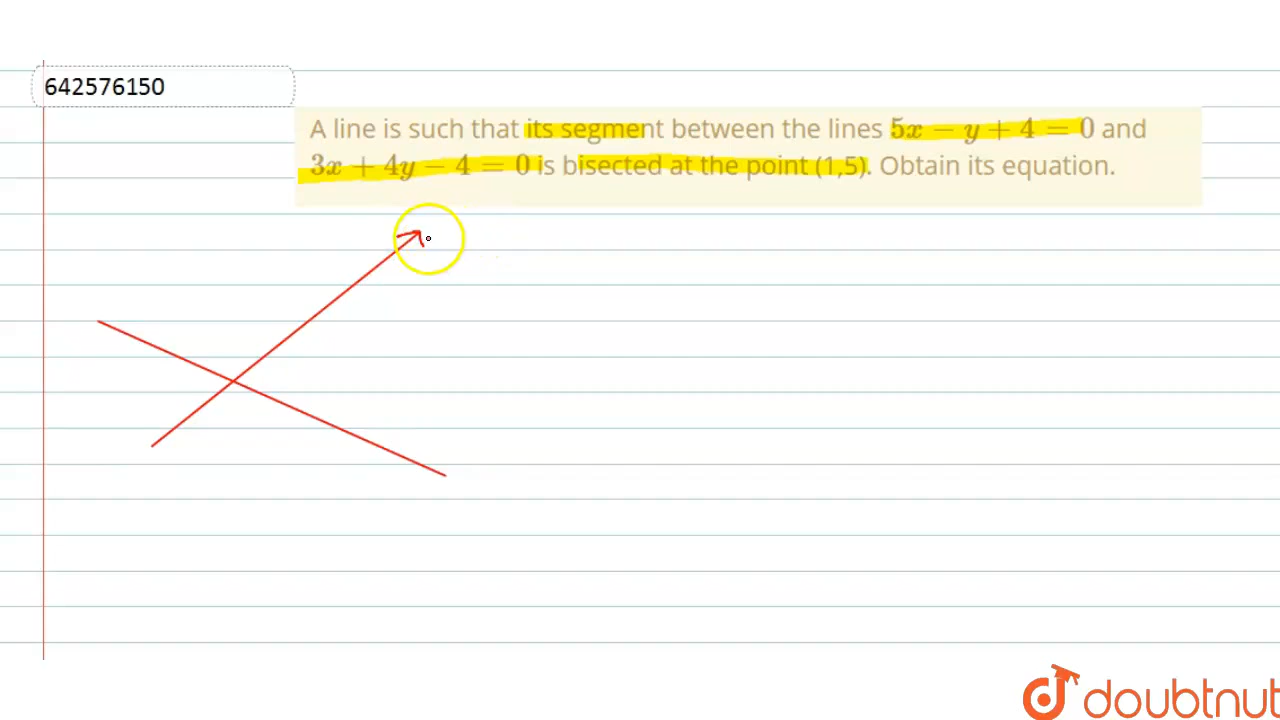 642576150
A line is such that its segment between the lines 5x − y + 4 = 0 and
3x + 4y − 4 = 0 is bisected at the point (1,5). Obtain its equation.
doubtnut